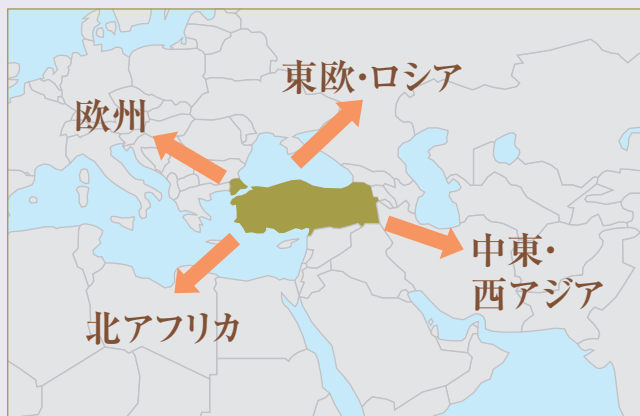 東欧・ロシア
欧州
中東・
西アジア
北アフリカ